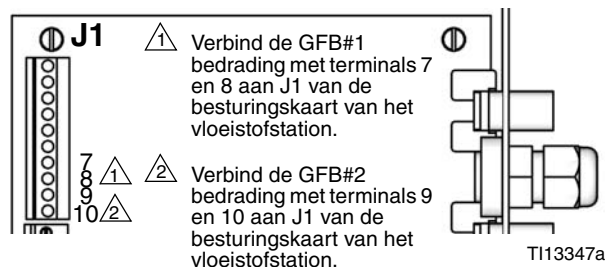 J1
1 Verbind de GFB#1
bedrading met terminals 7
en 8 aan J1 van de
besturingskaart van het
vloeistofstation.
7
8 1
9
10 2
2 Verbind de GFB#2
bedrading met terminals 9
en 10 aan J1 van de
besturingskaart van het
vloeistofstation.
TI13347a